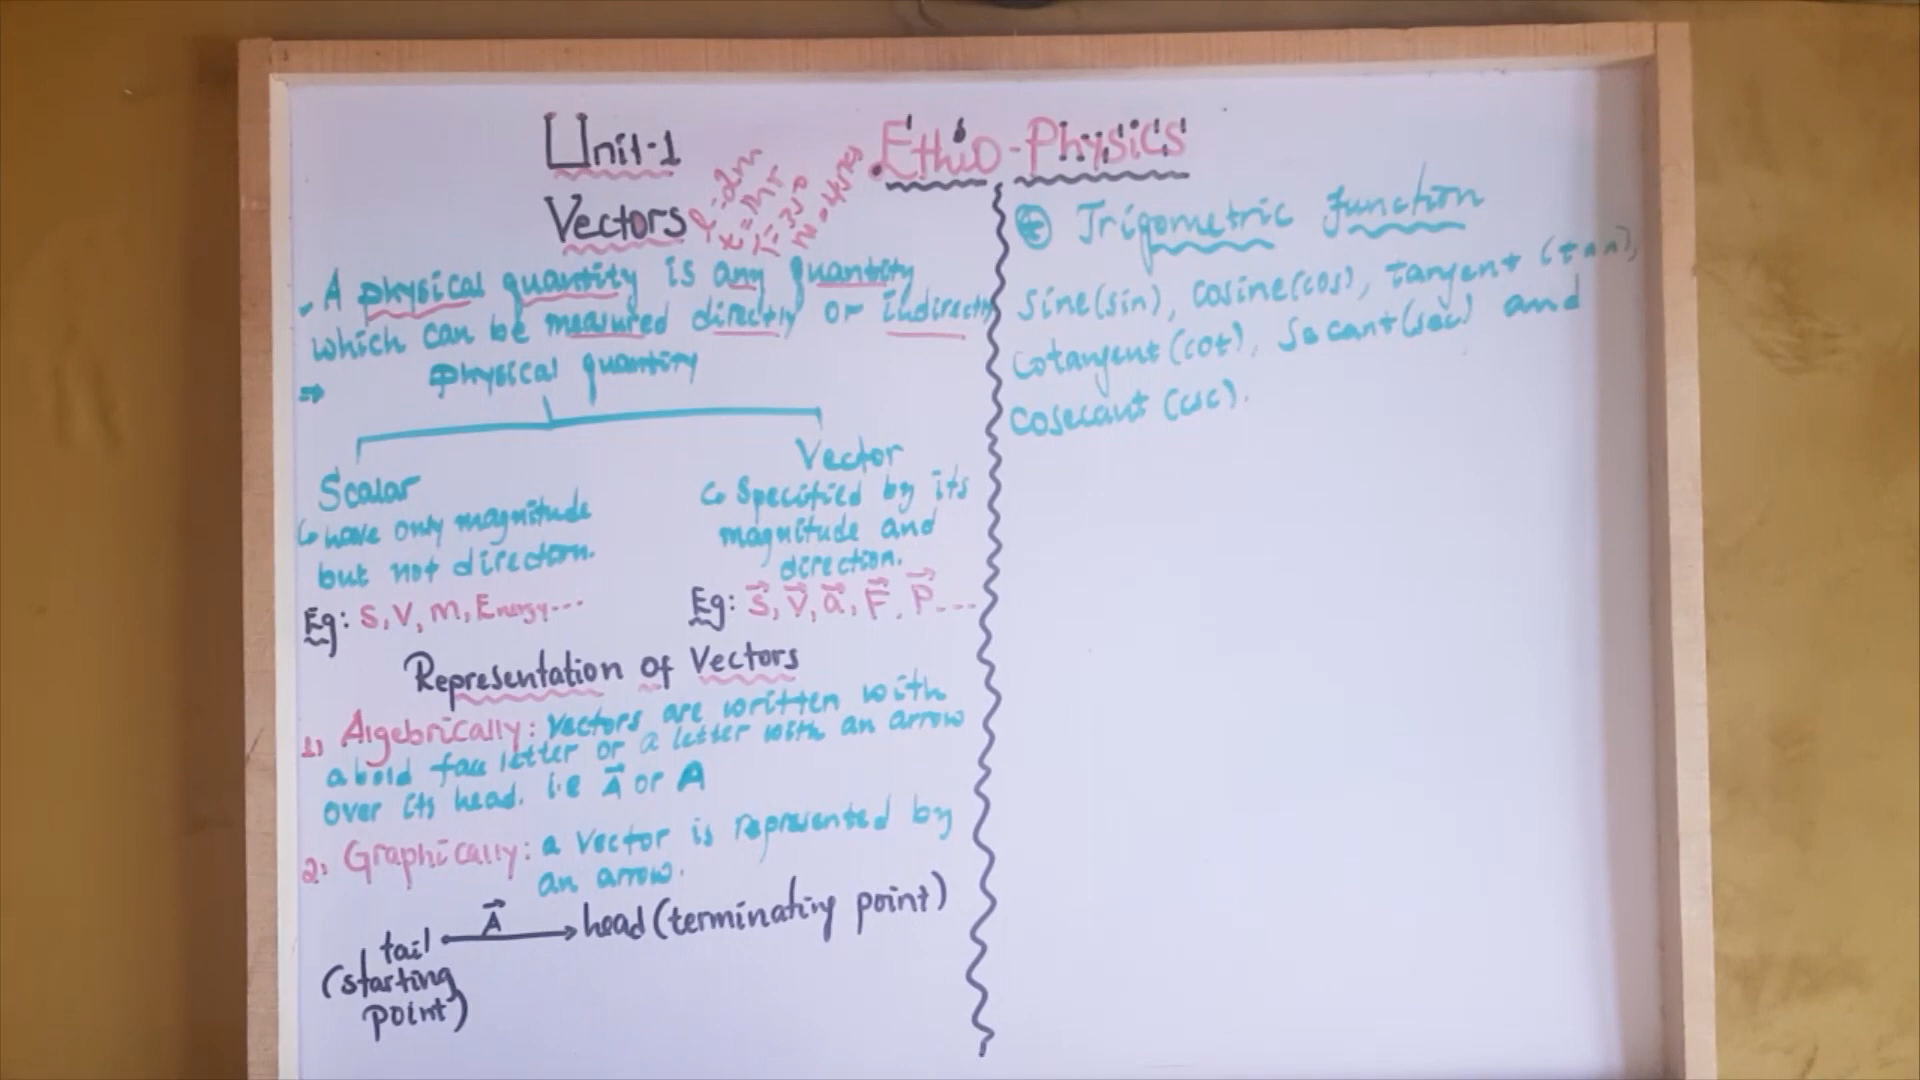 Unit-1
Vectors
Ethio-Physics
- A physical quantity is any quantity
which can be measured directly or indirectly
⇒ physical quantity
Scalar
↳ have only magnitude
but not direction.
Eg: S, V, m, Energy...
Vector
↳ Specified by its
magnitude and
direction.
Eg: S⃗, V⃗, a⃗, F⃗, P⃗...
Representation of Vectors
1) Algebrically: vectors are written with
a bold face letter or a letter with an arrow
over its head. i.e A⃗ or A
2. Graphically: a vector is represented by
an arrow.
A⃗
tail
head (terminating point)
(starting
point)
Trigometric function
Sine(sin), Cosine(cos), tangent (tan),
Cotangent (cot), Secant(sec) and
Cosecant (csc).